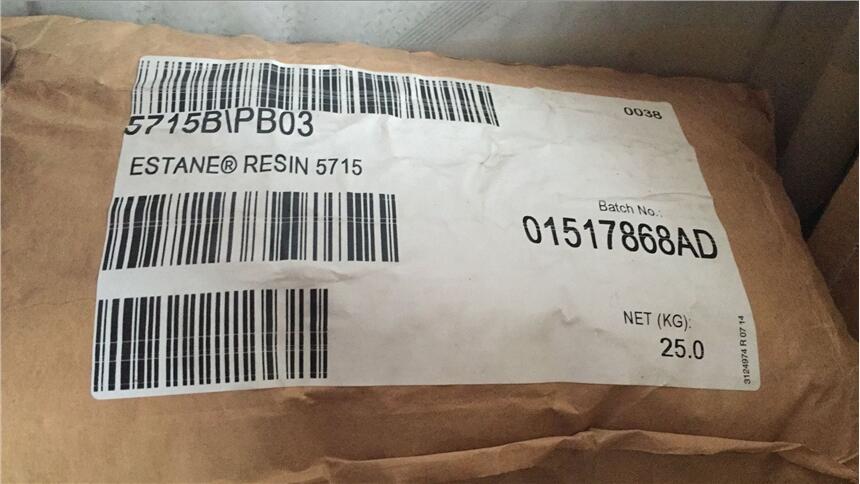 0038
5715B\PB03
ESTANE® RESIN 5715
Batch No.:
01517868AD
NET (KG):
25.0
3124974 R 07 14